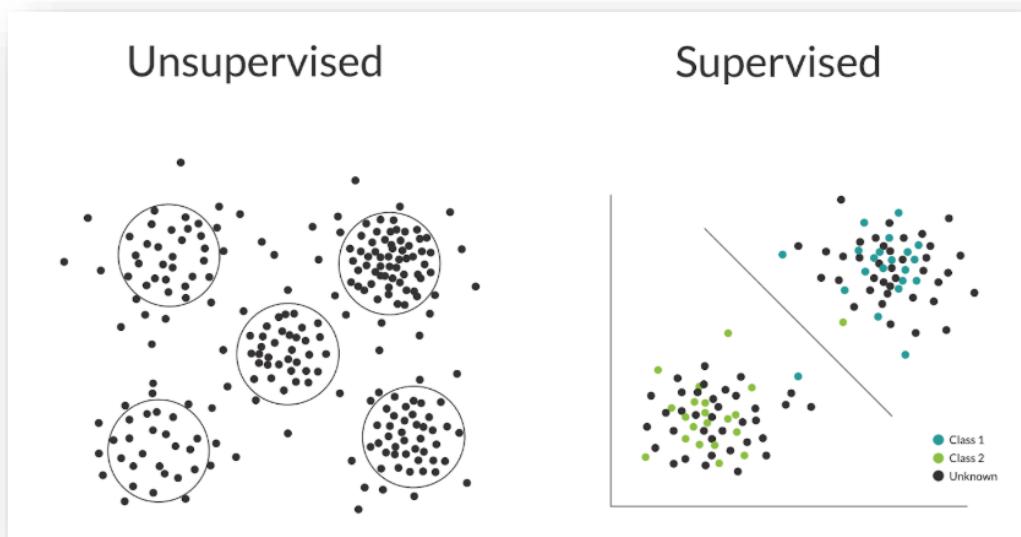 Unsupervised
Supervised
Class 1
Class 2
Unknown